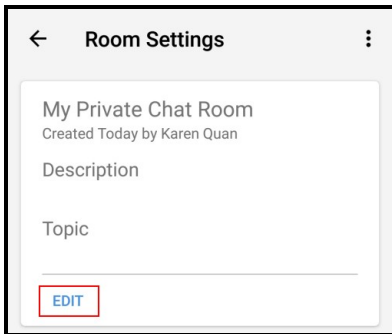 Room Settings
My Private Chat Room
Created Today by Karen Quan
Description
Topic
EDIT